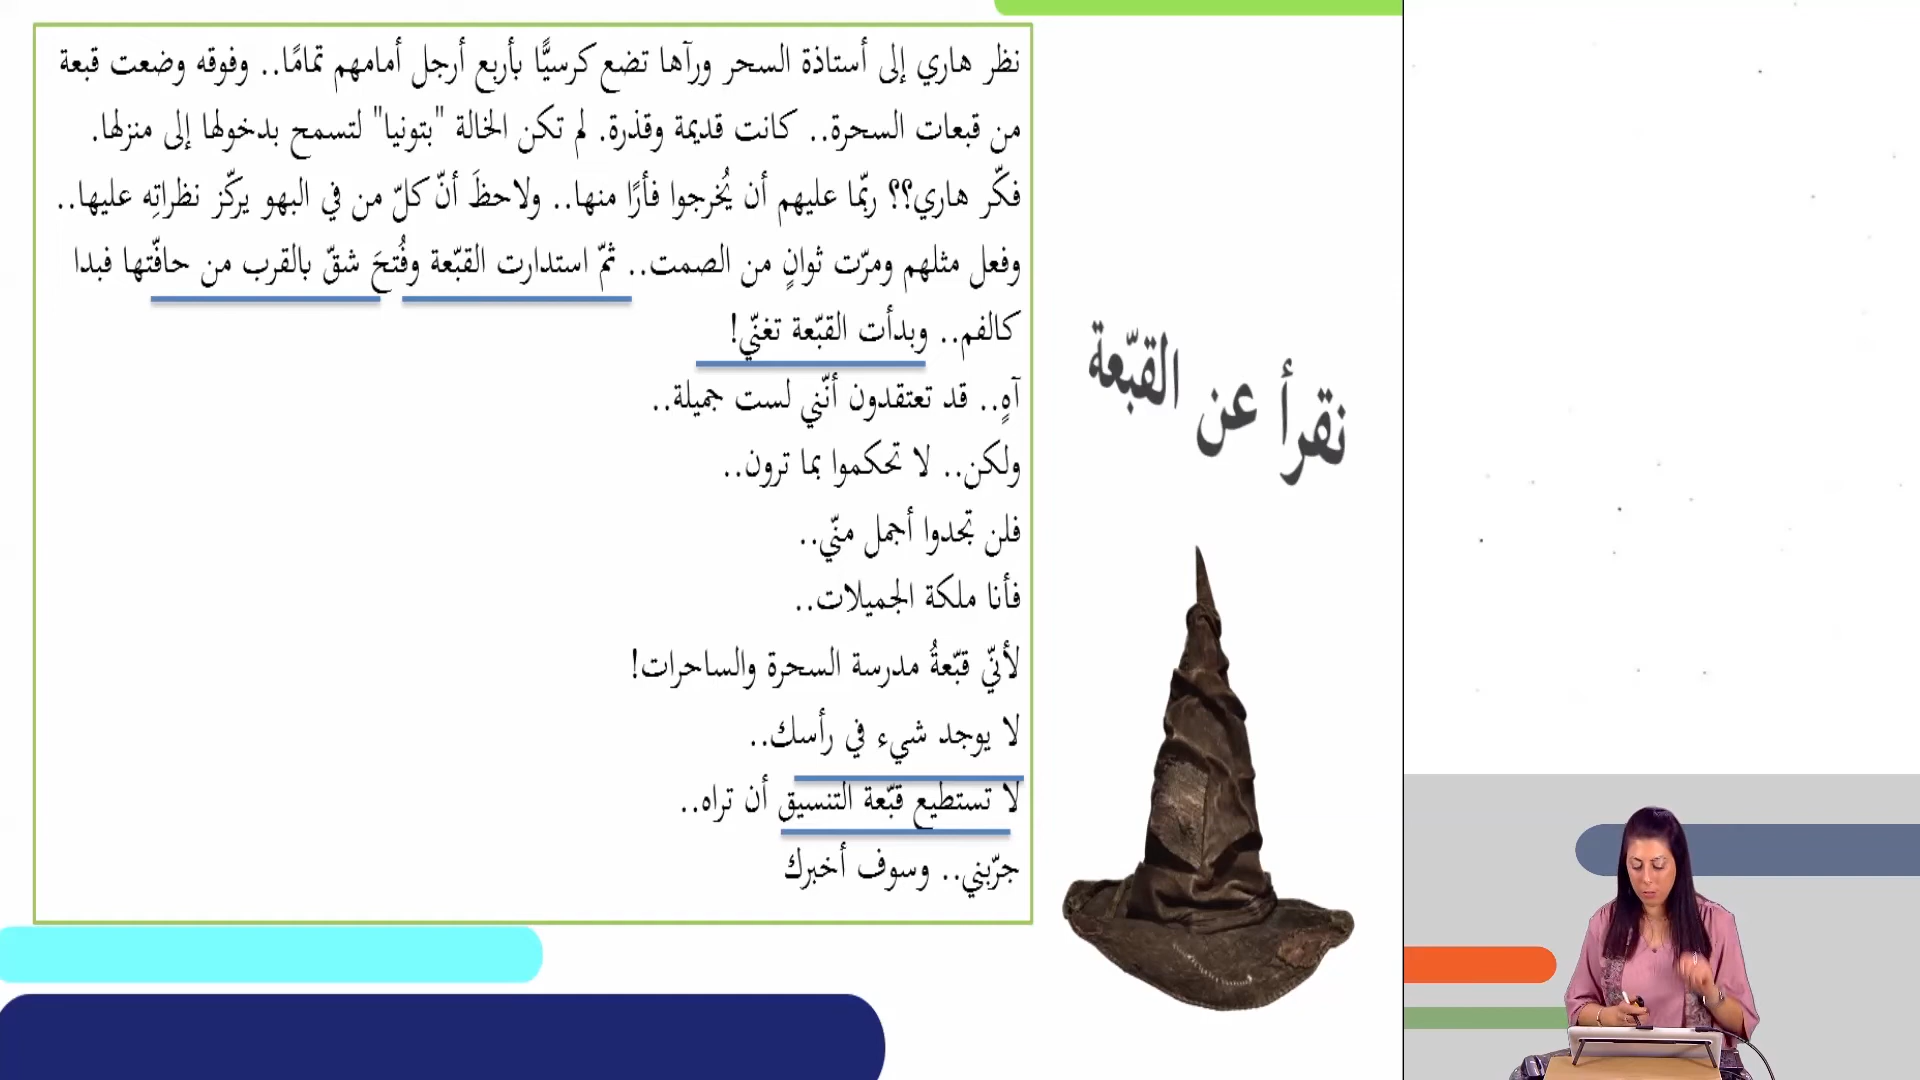 نظر هاري إلى أستاذة السحر ورآها تضع كرسيًّا بأربع أرجل أمامهم تمامًا.. وفوقه وضعت قبعة
من قبعات السحرة.. كانت قديمة وقذرة. لم تكن الخالة "بتونيا" لتسمح بدخولها إلى منزلها.
فكّر هاري؟؟ ربّما عليهم أن يُخرجوا فأرًا منها.. ولاحظَ أنّ كلّ من في البهو يركّز نظراتِه عليها..
وفعل مثلهم ومرّت ثوانٍ من الصمت.. ثمّ استدارت القبّعة وفُتحَ شقّ بالقرب من حافّتها فبدا
كالفم.. وبدأت القبّعة تغنّي!
آهٍ.. قد تعتقدون أنّني لست جميلة..
ولكن.. لا تحكموا بما ترون..
فلن تجدوا أجمل منّي..
فأنا ملكة الجميلات..
لأنّي قبّعةُ مدرسة السحرة والساحرات!
لا يوجد شيء في رأسك..
لا تستطيع قبّعة التنسيق أن تراه..
جرّبني.. وسوف أخبرك
نقرأ عن القبّعة